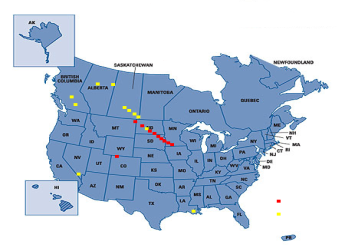 AK
SASKATCHEWAN
NEWFOUNDLAND
BRITISH
COLUMBIA
ALBERTA
MANITOBA
ONTARIO
QUEBEC
WA
MT
ND
MN
ME
OR
ID
WY
SD
WI
MI
NY
NH
VT
MA
RI
CT
NJ
DE
MD
NV
UT
CO
NE
IA
IL
IN
OH
PA
WV
VA
CA
AZ
NM
KS
MO
KY
NC
TN
SC
OK
AR
MS
AL
GA
TX
LA
FL
HI
PR